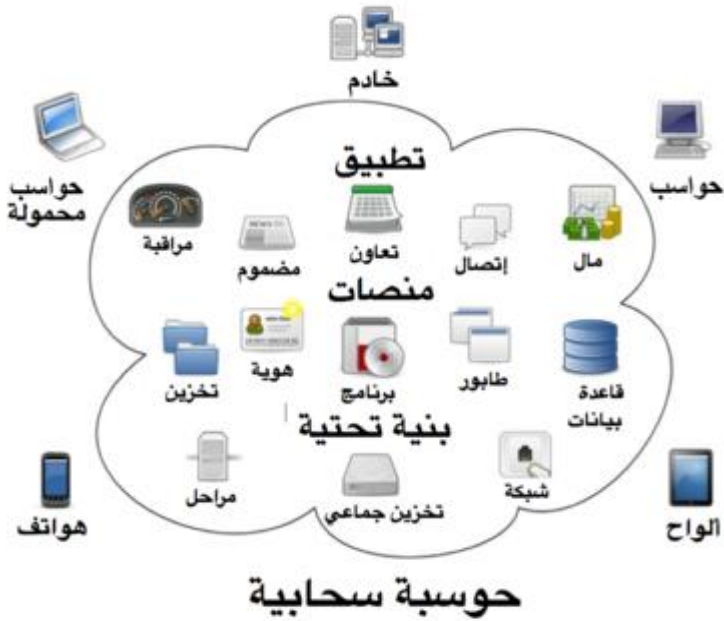 خادم
حواسب
حواسب
محمولة
تطبيق
مال
إتصال
تعاون
مضموم
مراقبة
منصات
قاعدة
بيانات
طابور
برنامج
هوية
تخزين
بنية تحتية
شبكة
تخزين جماعي
مراحل
الواح
هواتف
حوسبة سحابية